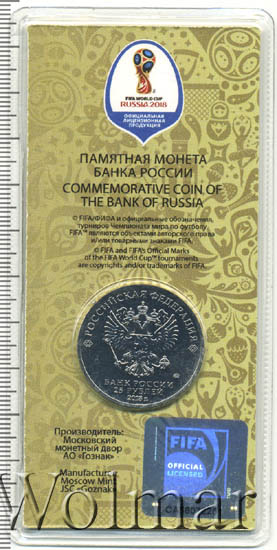 FIFA WORLD CUP
RUSSIA 2018
ОФИЦИАЛЬНАЯ
ЛИЦЕНЗИОННАЯ
ПРОДУКЦИЯ
ПАМЯТНАЯ МОНЕТА
БАНКА РОССИИ
COMMEMORATIVE COIN OF
THE BANK OF RUSSIA
© FIFA/ФИФА и официальные обозначения
турниров Чемпионата мира по футболу
FIFA™ являются объектами авторского права
и/или товарными знаками FIFA.
© FIFA and FIFA's Official Marks
of the FIFA World Cup™ tournaments
are copyrights and/or trademarks of FIFA.
РОССИЙСКАЯ ФЕДЕРАЦИЯ
БАНК РОССИИ
25 РУБЛЕЙ
2018 г.
Производитель:
Московский
монетный двор
АО «Гознак»
Manufacturer:
Moscow Mint
JSC «Goznak»
FIFA
OFFICIAL
LICENSED
Wolmar